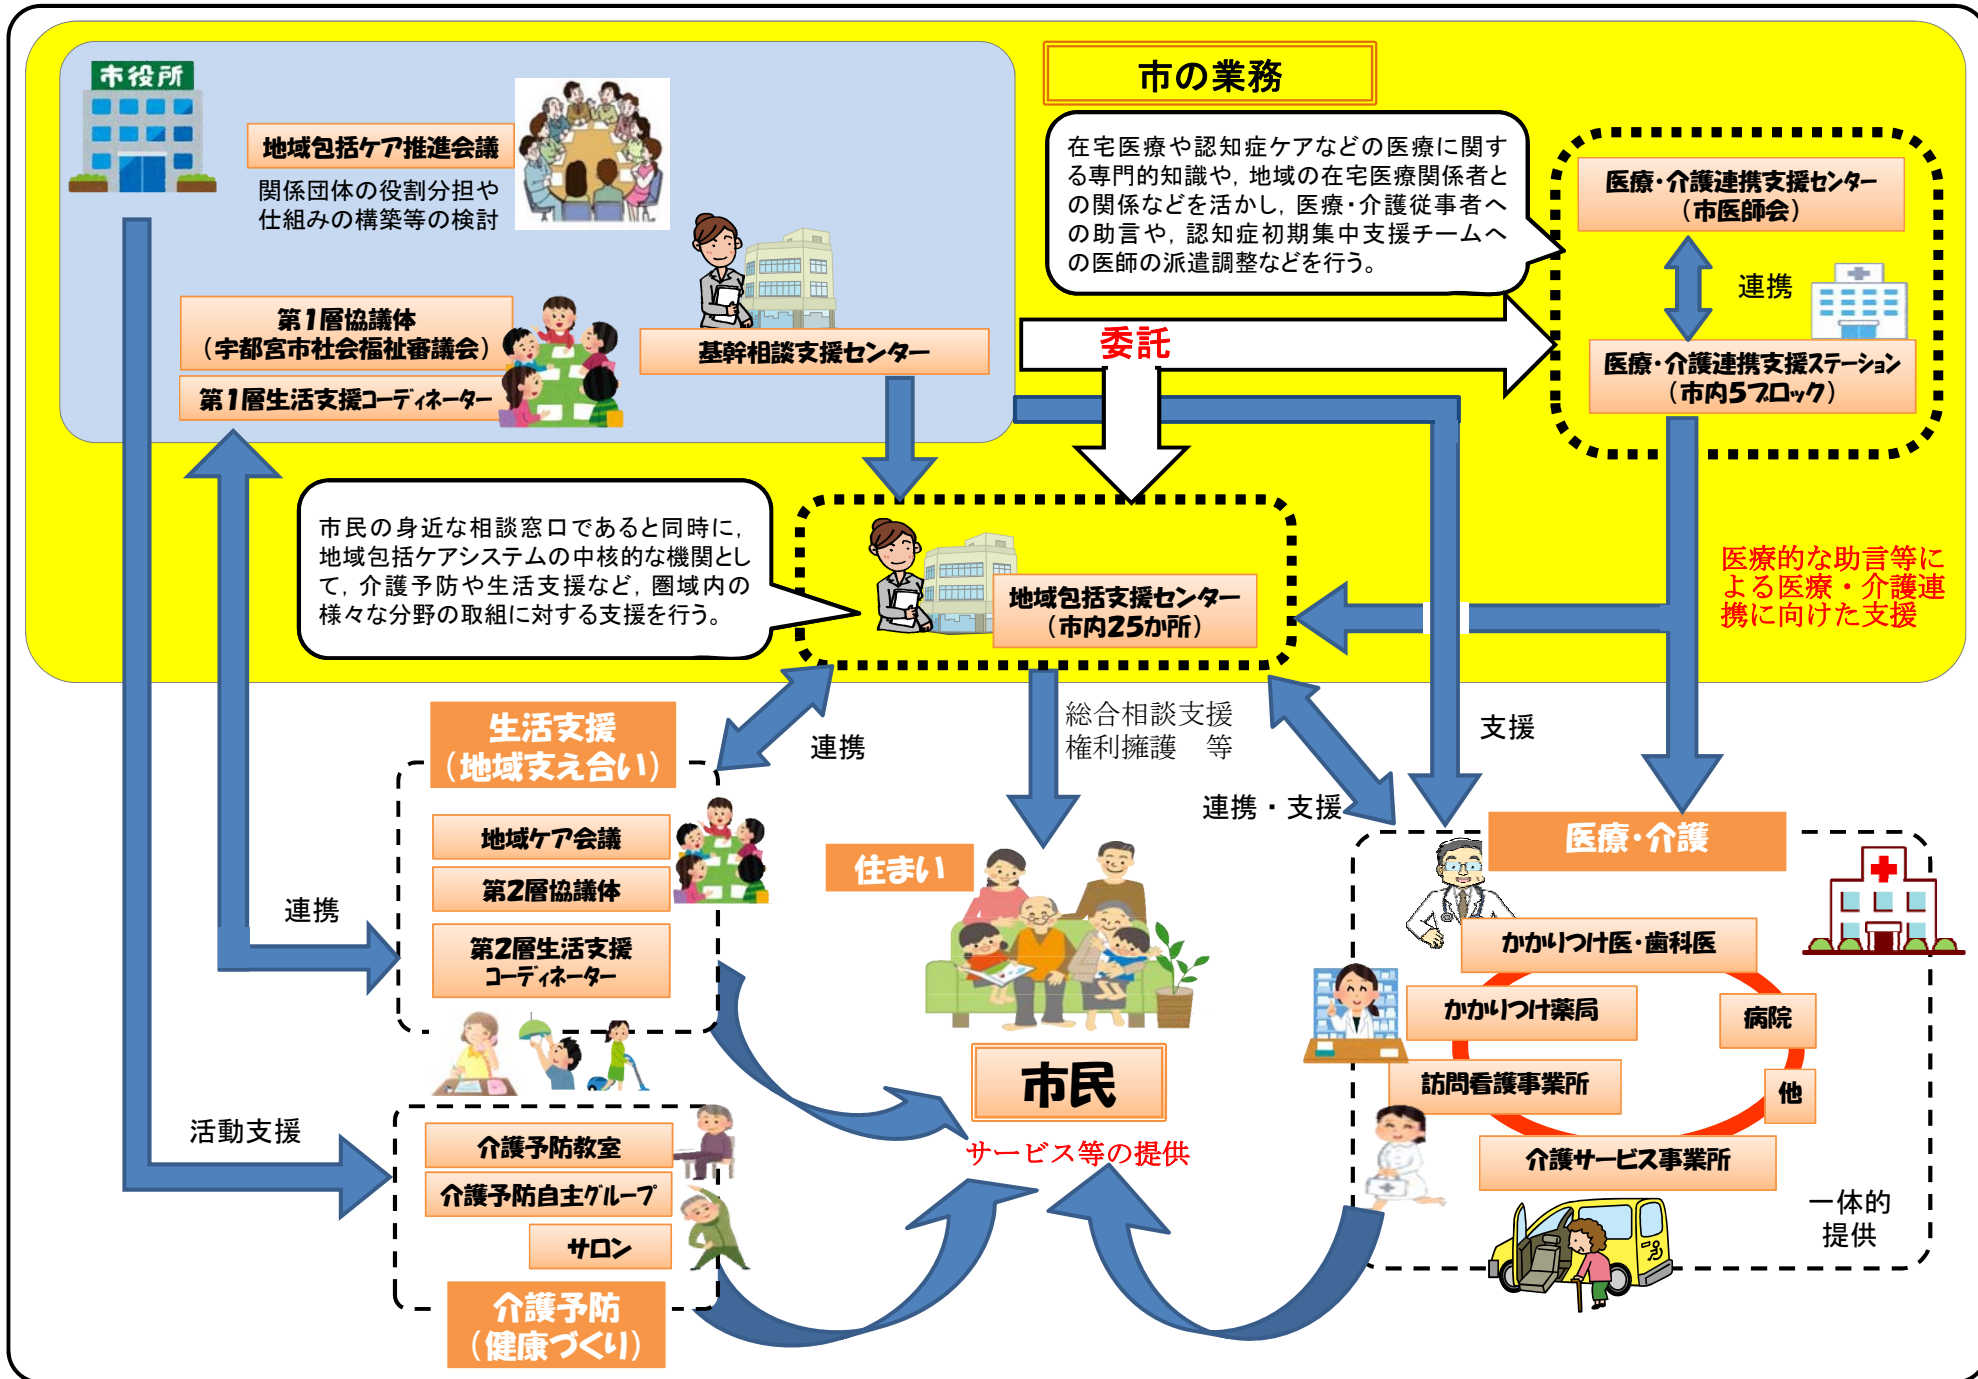 市役所
地域包括ケア推進会議
関係団体の役割分担や
仕組みの構築等の検討
第1層協議体
（宇都宮市社会福祉審議会）
第1層生活支援コーディネーター
基幹相談支援センター
市の業務
在宅医療や認知症ケアなどの医療に関す
る専門的知識や，地域の在宅医療関係者と
の関係などを活かし，医療・介護従事者へ
の助言や，認知症初期集中支援チームへ
の医師の派遣調整などを行う。
医療・介護連携支援センター
（市医師会）
連携
医療・介護連携支援ステーション
（市内5ブロック）
委託
市民の身近な相談窓口であると同時に，
地域包括ケアシステムの中核的な機関とし
て，介護予防や生活支援など，圏域内の
様々な分野の取組に対する支援を行う。
地域包括支援センター
（市内25か所）
医療的な助言等に
よる医療・介護連
携に向けた支援
生活支援
（地域支え合い）
連携
総合相談支援
権利擁護　等
連携・支援
支援
地域ケア会議
第2層協議体
第2層生活支援
コーディネーター
連携
住まい
市民
サービス等の提供
医療・介護
かかりつけ医・歯科医
かかりつけ薬局
病院
訪問看護事業所
他
介護サービス事業所
一体的
提供
活動支援
介護予防教室
介護予防自主グループ
サロン
介護予防
（健康づくり）